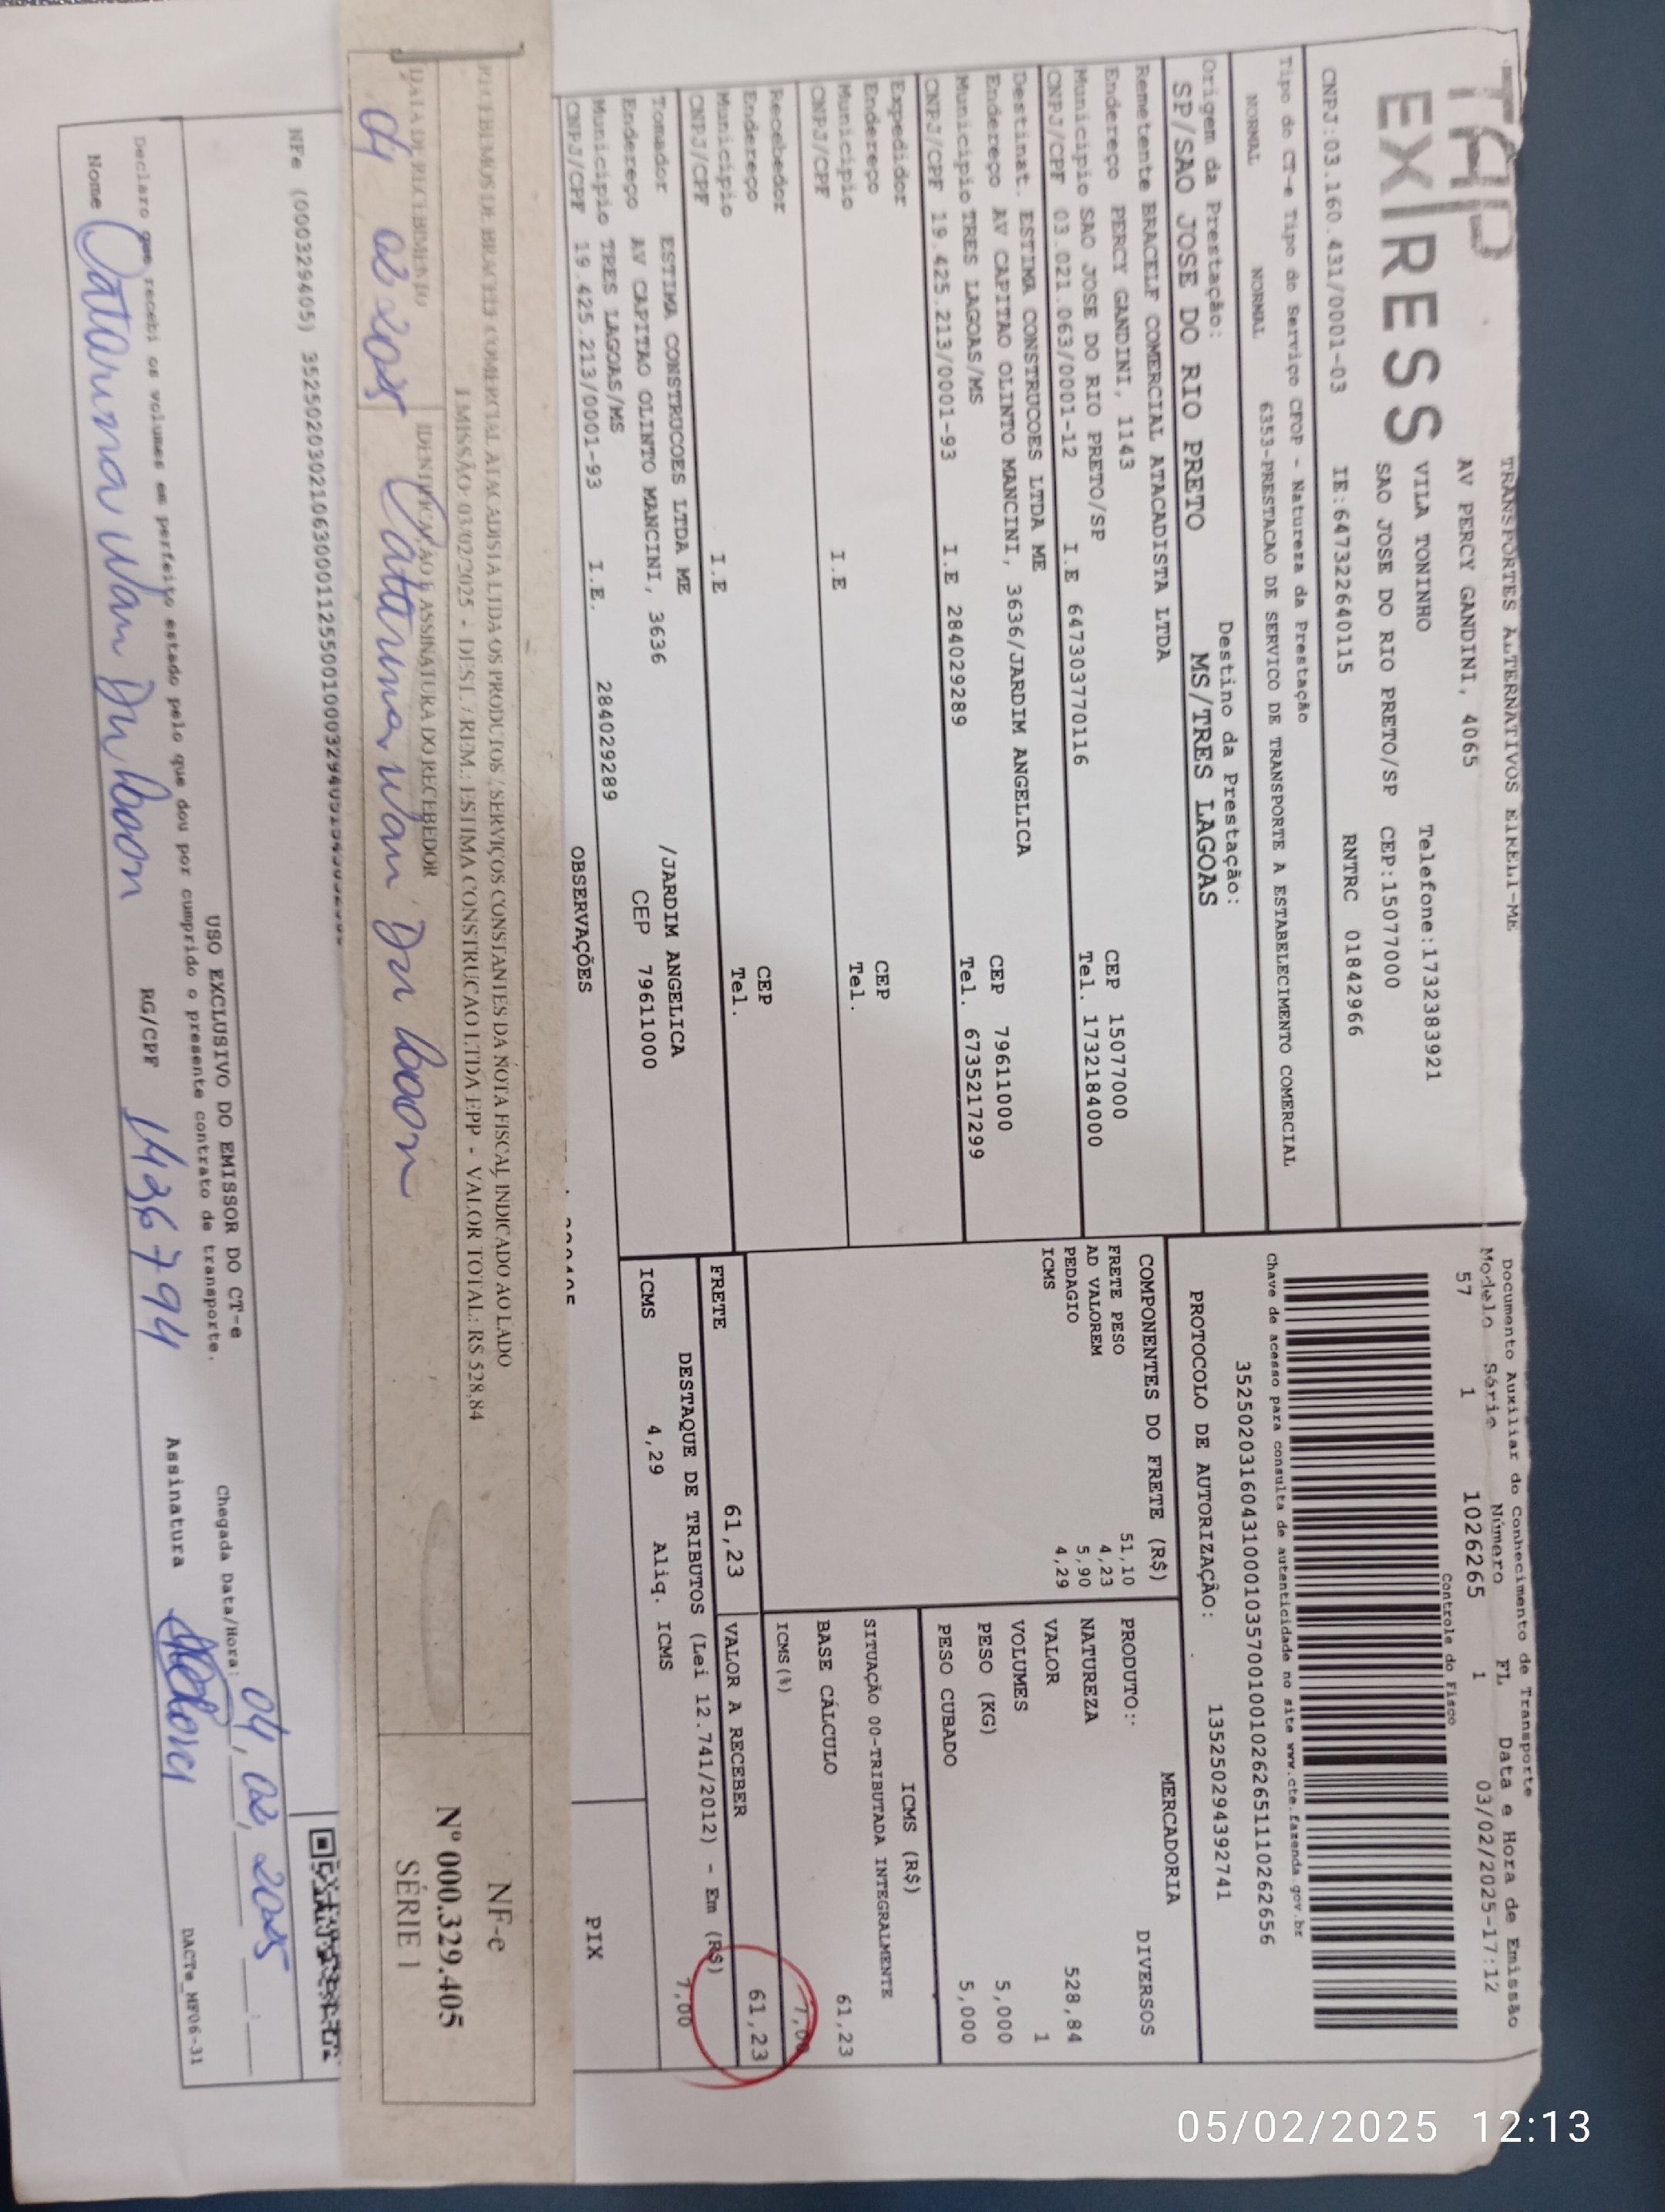 TRANSPORTES ALTERNATIVOS EIRELI-ME
EXPRESS
AV PERCY GANDINI, 4065
VILA TONINHO Telefone:1732383921
SAO JOSE DO RIO PRETO/SP CEP:15077000
CNPJ:03.160.431/0001-03 IE:647322640115 RNTRC 01842966
Tipo do CT-e Tipo do Serviço CFOP - Natureza da Prestação
NORMAL NORMAL 6353-PRESTACAO DE SERVICO DE TRANSPORTE A ESTABELECIMENTO COMERCIAL
Origem da Prestação: Destino da Prestação:
SP/SAO JOSE DO RIO PRETO MS/TRES LAGOAS
Remetente BRACELF COMERCIAL ATACADISTA LTDA
Endereço PERCY GANDINI, 1143 CEP 15077000
Municipio SAO JOSE DO RIO PRETO/SP Tel. 1732184000
CNPJ/CPF 03.021.063/0001-12 I.E 647303770116
Destinat. ESTIMA CONSTRUCOES LTDA ME
Endereço AV CAPITAO OLINTO MANCINI, 3636/JARDIM ANGELICA CEP 79611000
Municipio TRES LAGOAS/MS Tel. 6735217299
CNPJ/CPF 19.425.213/0001-93 I.E 284029289
Expedidor
Endereço CEP
Municipio Tel.
CNPJ/CPF I.E
Recebedor
Endereço CEP
Municipio Tel.
CNPJ/CPF I.E
Tomador ESTIMA CONSTRUCOES LTDA ME /JARDIM ANGELICA
Endereço AV CAPITAO OLINTO MANCINI, 3636 CEP 79611000
Municipio TRES LAGOAS/MS
CNPJ/CPF 19.425.213/0001-93 I.E. 284029289
OBSERVAÇÕES
Documento Auxiliar do Conhecimento de Transporte
Modelo Série Número FL Data e Hora de Emissão
57 1 1026265 1 03/02/2025-17:12
Controle do Fisco
Chave de acesso para consulta de autenticidade no site www.cte.fazenda.gov.br
35250203160431000103570010010262651110262656
PROTOCOLO DE AUTORIZAÇÃO: 135250294392741
COMPONENTES DO FRETE (R$)
FRETE PESO 51,10
AD VALOREM 4,23
PEDAGIO 5,90
ICMS 4,29
MERCADORIA
PRODUTO: DIVERSOS
NATUREZA
VALOR 528,84
VOLUMES 1
PESO (KG) 5,000
PESO CUBADO 5,000
ICMS (R$)
SITUAÇÃO 00-TRIBUTADA INTEGRALMENTE
BASE CÁLCULO 61,23
ICMS(%) 7,00
FRETE 61,23 VALOR A RECEBER 61,23
DESTAQUE DE TRIBUTOS (Lei 12.741/2012) - Em (R$)
ICMS 4,29 Aliq. ICMS 7,00
PIX
RECEBEMOS DE BRACELF COMERCIAL ATACADISTA LTDA OS PRODUTOS / SERVIÇOS CONSTANTES DA NOTA FISCAL INDICADO AO LADO
EMISSÃO: 03/02/2025 - DEST. / REM.: ESTIMA CONSTRUCAO LTDA EPP - VALOR TOTAL: R$ 528,84
DATA DE RECEBIMENTO IDENTIFICAÇÃO E ASSINATURA DO RECEBEDOR
04 02 2025 Catarina Wan
NF-e
Nº 000.329.405
SÉRIE 1
NFe (000329405)
USO EXCLUSIVO DO EMISSOR DO CT-e
Declaro que recebi os volumes em perfeito estado pelo que dou por cumprido o presente contrato de transporte.
Chegada Data/Hora: 04, 02, 2025
Nome Catarina Wan RG/CPF 1436794 Assinatura
DACTe_MF06-31
05/02/2025 12:13